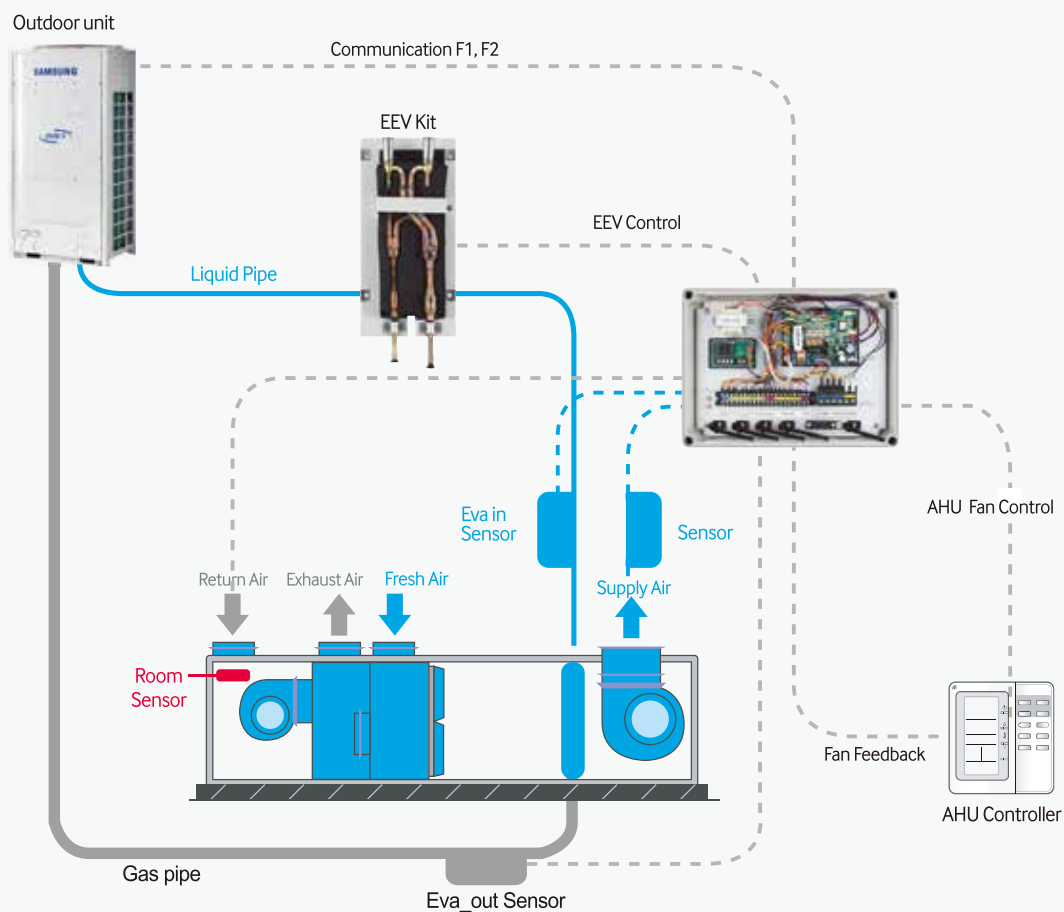 Outdoor unit
Communication F1, F2
SAMSUNG
EEV Kit
EEV Control
Liquid Pipe
Eva in
Sensor
Sensor
AHU Fan Control
Return Air
Exhaust Air
Fresh Air
Supply Air
Room
Sensor
Fan Feedback
AHU Controller
Gas pipe
Eva_out Sensor